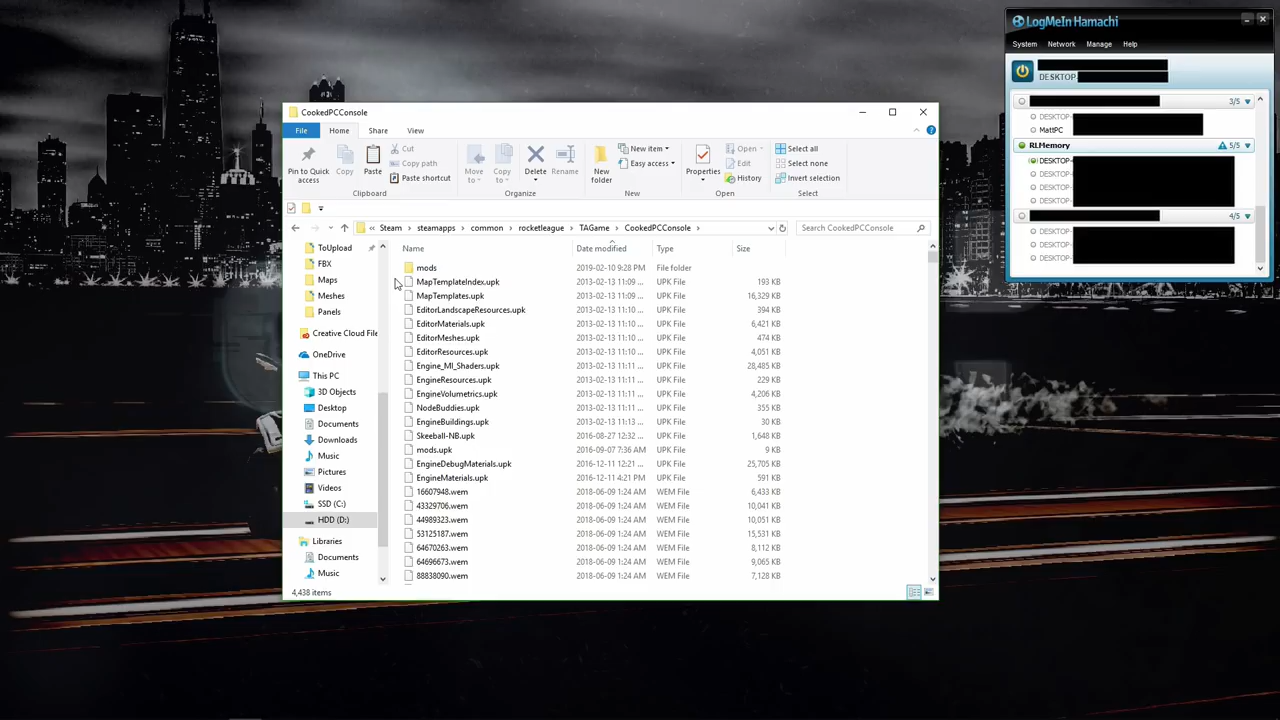 LogMeIn Hamachi
System Network Manage Help
DESKTOP
3/5
DESKTOP-
MattPC
RLMemory 5/5
DESKTOP-
DESKTOP-
DESKTOP-
DESKTOP-
4/5
DESKTOP-
DESKTOP-
DESKTOP-
CookedPCConsole
File Home Share View
Pin to Quick access
Copy
Paste
Cut
Copy path
Paste shortcut
Clipboard
Move to
Copy to
Delete
Rename
Organize
New folder
New item
Easy access
New
Properties
Open
Edit
History
Open
Select all
Select none
Invert selection
Select
« Steam > steamapps > common > rocketleague > TAGame > CookedPCConsole >
Search CookedPCConsole
ToUpload
FBX
Maps
Meshes
Panels
Creative Cloud File
OneDrive
This PC
3D Objects
Desktop
Documents
Downloads
Music
Pictures
Videos
SSD (C:)
HDD (D:)
Libraries
Documents
Music
Name Date modified Type Size
mods 2019-02-10 9:28 PM File folder
MapTemplateIndex.upk 2013-02-13 11:09 ... UPK File 193 KB
MapTemplates.upk 2013-02-13 11:09 ... UPK File 16,329 KB
EditorLandscapeResources.upk 2013-02-13 11:09 ... UPK File 394 KB
EditorMaterials.upk 2013-02-13 11:10 ... UPK File 6,421 KB
EditorMeshes.upk 2013-02-13 11:10 ... UPK File 474 KB
EditorResources.upk 2013-02-13 11:10 ... UPK File 4,051 KB
Engine_MI_Shaders.upk 2013-02-13 11:11 ... UPK File 28,485 KB
EngineResources.upk 2013-02-13 11:11 ... UPK File 229 KB
EngineVolumetrics.upk 2013-02-13 11:11 ... UPK File 4,206 KB
NodeBuddies.upk 2013-02-13 11:11 ... UPK File 355 KB
EngineBuildings.upk 2013-02-13 11:13 ... UPK File 30 KB
Skeeball-NB.upk 2016-08-27 12:32 ... UPK File 1,648 KB
mods.upk 2016-09-07 7:36 AM UPK File 9 KB
EngineDebugMaterials.upk 2016-12-11 12:21 ... UPK File 25,705 KB
EngineMaterials.upk 2016-12-11 4:21 PM UPK File 591 KB
16607948.wem 2018-06-09 1:24 AM WEM File 6,433 KB
43329706.wem 2018-06-09 1:24 AM WEM File 10,041 KB
44989323.wem 2018-06-09 1:24 AM WEM File 10,051 KB
53125187.wem 2018-06-09 1:24 AM WEM File 15,531 KB
64670263.wem 2018-06-09 1:24 AM WEM File 8,112 KB
64696673.wem 2018-06-09 1:24 AM WEM File 9,065 KB
88838090.wem 2018-06-09 1:24 AM WEM File 7,128 KB
4,438 items